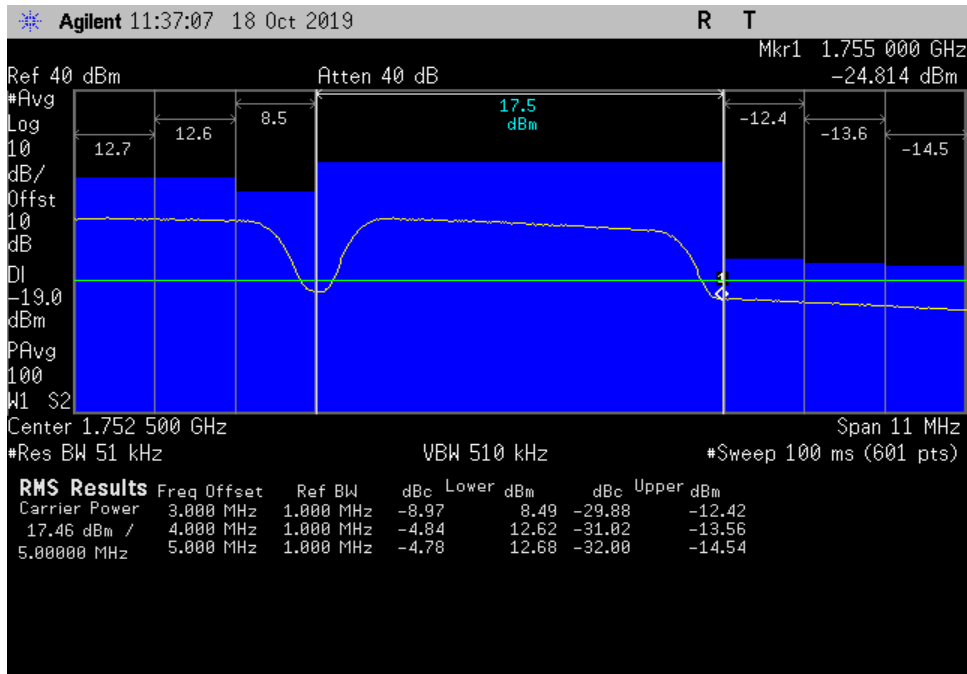 Agilent 11:37:07 18 Oct 2019 R T
Mkr1 1.755 000 GHz
Ref 40 dBm Atten 40 dB -24.814 dBm
#Avg
Log
10
dB/
Offst
10
dB
DI
-19.0
dBm
PAvg
100
W1 S2
12.7 12.6 8.5 17.5 dBm -12.4 -13.6 -14.5
1
Center 1.752 500 GHz Span 11 MHz
#Res BW 51 kHz VBW 510 kHz #Sweep 100 ms (601 pts)
RMS Results Freq Offset Ref BW dBc Lower dBm dBc Upper dBm
Carrier Power 3.000 MHz 1.000 MHz -8.97 8.49 -29.88 -12.42
17.46 dBm / 4.000 MHz 1.000 MHz -4.84 12.62 -31.02 -13.56
5.00000 MHz 5.000 MHz 1.000 MHz -4.78 12.68 -32.00 -14.54